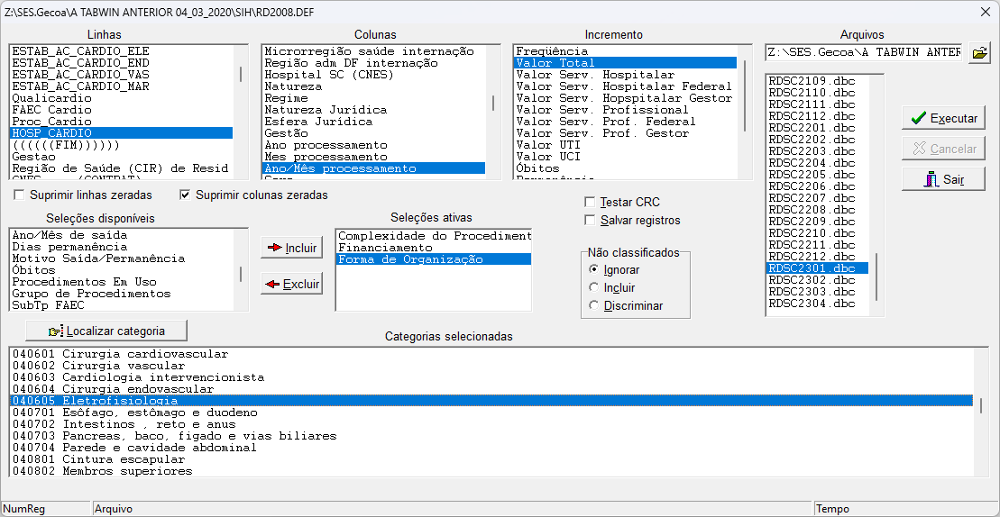 Z:\SES.Gecoa\A TABWIN ANTERIOR 04_03_2020\SIH\RD2008.DEF
Linhas
ESTAB_AC_CARDIO_ELE
ESTAB_AC_CARDIO_END
ESTAB_AC_CARDIO_VAS
ESTAB_AC_CARDIO_MAR
Qualicardio
FAEC Cardio
Proc_Cardio
HOSP_CARDIO
((((((FIM))))))
Gestao
Região de Saúde (CIR) de Resid
Suprimir linhas zeradas
Colunas
Microrregião saúde internação
Região adm DF internação
Hospital SC (CNES)
Natureza
Regime
Natureza Jurídica
Esfera Jurídica
Gestão
Ano processamento
Mes processamento
Ano/Mês processamento
Suprimir colunas zeradas
Incremento
Freqüência
Valor Total
Valor Serv. Hospitalar
Valor Serv. Hospitalar Federal
Valor Serv. Hopspitalar Gestor
Valor Serv. Profissional
Valor Serv. Prof. Federal
Valor Serv. Prof. Gestor
Valor UTI
Valor UCI
Óbitos
Arquivos
Z:\SES.Gecoa\A TABWIN ANTER
RDSC2109.dbc
RDSC2110.dbc
RDSC2111.dbc
RDSC2112.dbc
RDSC2201.dbc
RDSC2202.dbc
RDSC2203.dbc
RDSC2204.dbc
RDSC2205.dbc
RDSC2206.dbc
RDSC2207.dbc
RDSC2208.dbc
RDSC2209.dbc
RDSC2210.dbc
RDSC2211.dbc
RDSC2212.dbc
RDSC2301.dbc
RDSC2302.dbc
RDSC2303.dbc
RDSC2304.dbc
Executar
Cancelar
Sair
Seleções disponíveis
Ano/Mês de saída
Dias permanência
Motivo Saída/Permanência
Óbitos
Procedimentos Em Uso
Grupo de Procedimentos
SubTp FAEC
Incluir
Excluir
Seleções ativas
Complexidade do Procediment
Financiamento
Forma de Organização
Testar CRC
Salvar registros
Não classificados
Ignorar
Incluir
Discriminar
Localizar categoria
Categorias selecionadas
040601 Cirurgia cardiovascular
040602 Cirurgia vascular
040603 Cardiologia intervencionista
040604 Cirurgia endovascular
040605 Eletrofisiologia
040701 Esôfago, estômago e duodeno
040702 Intestinos , reto e anus
040703 Pancreas, baco, figado e vias biliares
040704 Parede e cavidade abdominal
040801 Cintura escapular
040802 Membros superiores
NumReg
Arquivo
Tempo